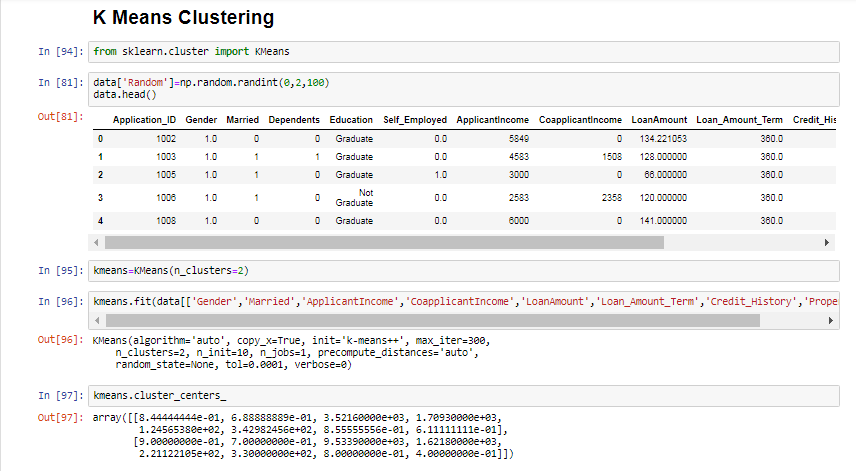 K Means Clustering
In [94]: from sklearn.cluster import KMeans
In [81]: data['Random']=np.random.randint(0,2,100)
data.head()
Out[81]: Application_ID Gender Married Dependents Education Self_Employed ApplicantIncome CoapplicantIncome LoanAmount Loan_Amount_Term Credit_His
0 1002 1.0 0 0 Graduate 0.0 5849 0 134.221053 360.0
1 1003 1.0 1 1 Graduate 0.0 4583 1508 128.000000 360.0
2 1005 1.0 1 0 Graduate 1.0 3000 0 66.000000 360.0
3 1006 1.0 1 0 Not Graduate 0.0 2583 2358 120.000000 360.0
4 1008 1.0 0 0 Graduate 0.0 6000 0 141.000000 360.0
In [95]: kmeans=KMeans(n_clusters=2)
In [96]: kmeans.fit(data[['Gender','Married','ApplicantIncome','CoapplicantIncome','LoanAmount','Loan_Amount_Term','Credit_History','Proper
Out[96]: KMeans(algorithm='auto', copy_x=True, init='k-means++', max_iter=300,
n_clusters=2, n_init=10, n_jobs=1, precompute_distances='auto',
random_state=None, tol=0.0001, verbose=0)
In [97]: kmeans.cluster_centers_
Out[97]: array([[8.44444444e-01, 6.88888889e-01, 3.52160000e+03, 1.70930000e+03,
1.24565380e+02, 3.42982456e+02, 8.55555556e-01, 6.11111111e-01],
[9.00000000e-01, 7.00000000e-01, 9.53390000e+03, 1.62180000e+03,
2.21122105e+02, 3.30000000e+02, 8.00000000e-01, 4.00000000e-01]])